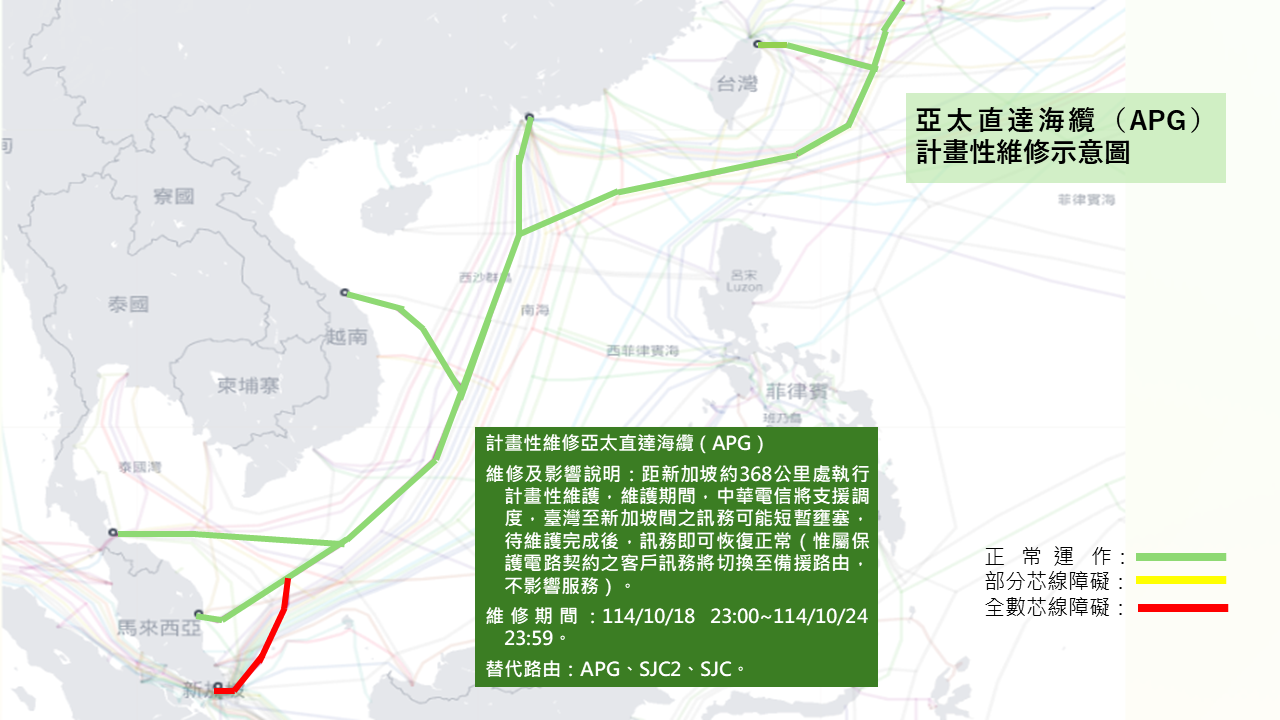 台灣
亞太直達海纜（APG）
計畫性維修示意圖
寮國
菲律賓海
西沙群島
呂宋
Luzon
泰國
南海
越南
西菲律賓海
柬埔寨
菲律賓
班乃島
泰國灣
計畫性維修亞太直達海纜（APG）
維修及影響說明：距新加坡約368公里處執行
計畫性維護，維護期間，中華電信將支援調
度，臺灣至新加坡間之訊務可能短暫壅塞，
待維護完成後，訊務即可恢復正常（惟屬保
護電路契約之客戶訊務將切換至備援路由，
不影響服務）。
維修期間：114/10/18 23:00~114/10/24
23:59。
替代路由：APG、SJC2、SJC。
正常運作：
部分芯線障礙：
全數芯線障礙：
馬來西亞
新加坡